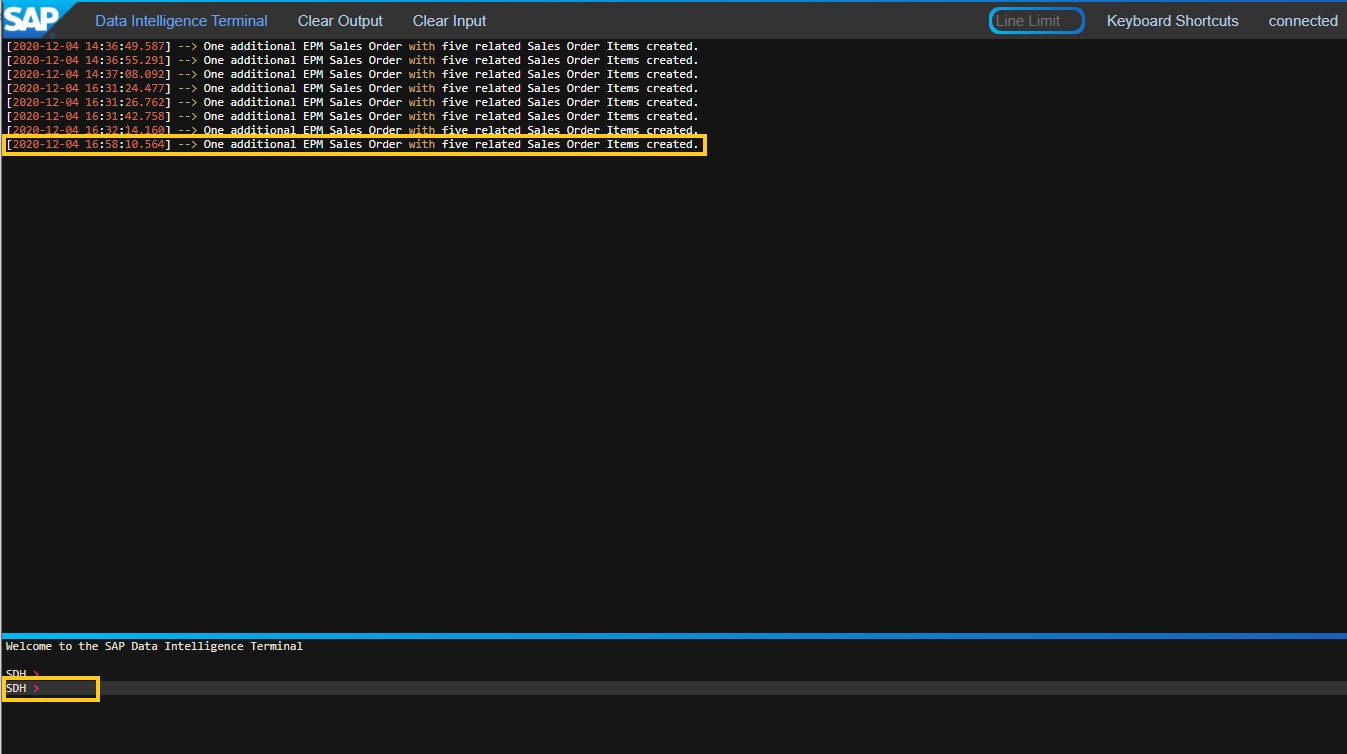 SAP Data Intelligence Terminal Clear Output Clear Input Line Limit Keyboard Shortcuts connected
[2020-12-04 14:36:49.587] --> One additional EPM Sales Order with five related Sales Order Items created.
[2020-12-04 14:36:55.291] --> One additional EPM Sales Order with five related Sales Order Items created.
[2020-12-04 14:37:08.092] --> One additional EPM Sales Order with five related Sales Order Items created.
[2020-12-04 16:31:24.477] --> One additional EPM Sales Order with five related Sales Order Items created.
[2020-12-04 16:31:26.762] --> One additional EPM Sales Order with five related Sales Order Items created.
[2020-12-04 16:31:42.758] --> One additional EPM Sales Order with five related Sales Order Items created.
[2020-12-04 16:32:14.160] --> One additional EPM Sales Order with five related Sales Order Items created.
[2020-12-04 16:58:10.564] --> One additional EPM Sales Order with five related Sales Order Items created.
Welcome to the SAP Data Intelligence Terminal
SDH >
SDH >